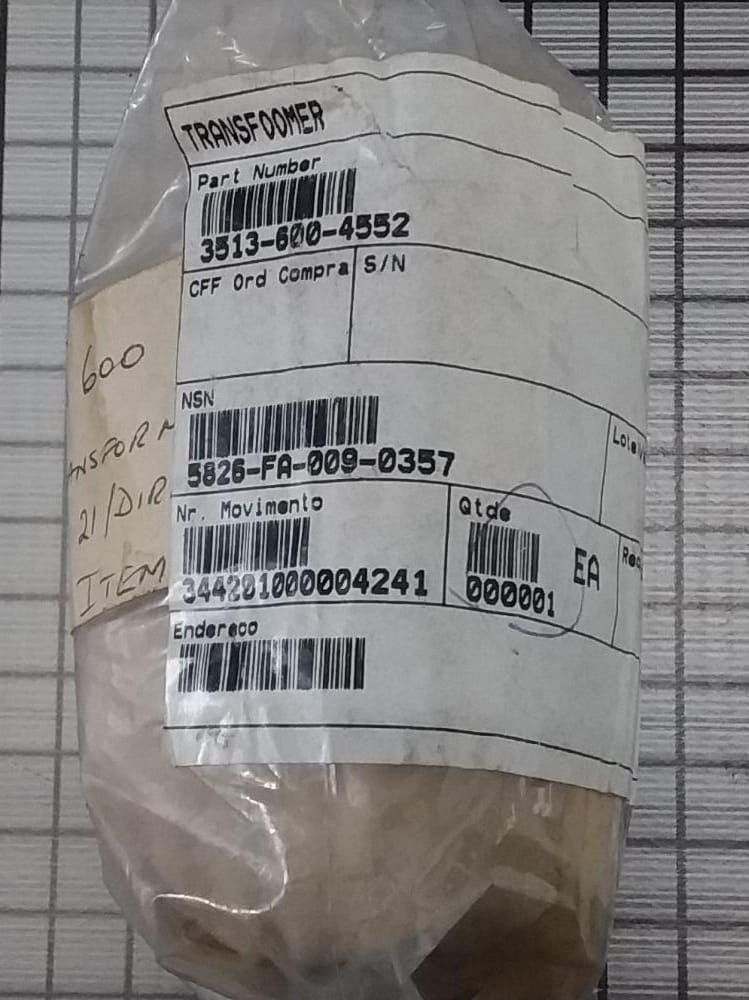 TRANSFOOMER
Part Number
3513-600-4552
CFF Ord Compra
S/N
NSN
5826-FA-009-0357
Nr. Movimento
344201000004241
Qtde
000001
EA
Endereco
600
21/DIR
ITEM